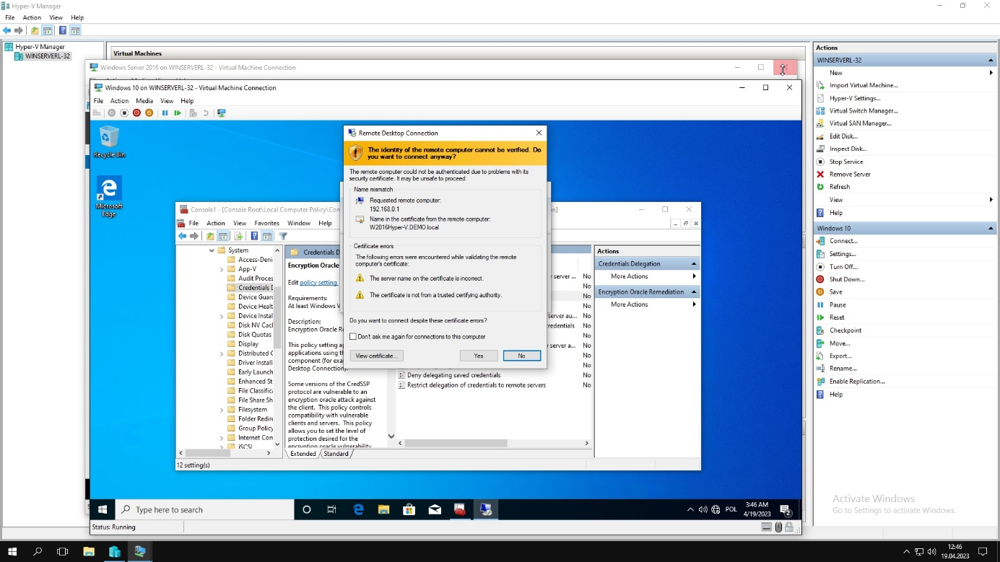 Hyper-V Manager
File Action View Help
Hyper-V Manager
WINSERVERL-32
Virtual Machines
Windows Server 2016 on WINSERVERL-32 - Virtual Machine Connection
Windows 10 on WINSERVERL-32 - Virtual Machine Connection
File Action Media View Help
Recycle Bin
Microsoft
Edge
Remote Desktop Connection
The identity of the remote computer cannot be verified. Do
you want to connect anyway?
The remote computer could not be authenticated due to problems with its
security certificate. It may be unsafe to proceed.
Name mismatch
Requested remote computer:
192.168.0.1
Name in the certificate from the remote computer:
W2016Hyper-V.DEMO.local
Certificate errors
The following errors were encountered while validating the remote
computer's certificate:
The server name on the certificate is incorrect.
The certificate is not from a trusted certifying authority.
Do you want to connect despite these certificate errors?
Don't ask me again for connections to this computer
View certificate...
Yes
No
Console1 - [Console Root\Local Computer Policy\Con
File Action View Favorites Window Help
System
Access-Deni
App-V
Audit Proces
Credentials D
Device Guard
Device Healt
Device Instal
Disk NV Cac
Disk Quotas
Display
Distributed C
Driver Install
Early Launch
Enhanced St
File Classific
File Share Sh
Filesystem
Folder Redire
Group Policy
Internet Com
iSCSI
Credentials D
Encryption Oracle
Edit policy setting
Requirements:
At least Windows V
Description:
Encryption Oracle R
This policy setting a
applications using th
component (for exa
Desktop Connection).
Some versions of the CredSSP
protocol are vulnerable to an
encryption oracle attack against
the client. This policy controls
compatibility with vulnerable
clients and servers. This policy
allows you to set the level of
protection desired for the
encryption oracle vulnerability
y server ... No
No
No
No
server au... No
redentials No
No
y server a... No
No
No
Deny delegating saved credentials No
Restrict delegation of credentials to remote servers No
Extended Standard
12 setting(s)
Actions
Credentials Delegation
More Actions
Encryption Oracle Remediation
More Actions
Type here to search
POL
3:46 AM
4/19/2023
2
Status: Running
Actions
WINSERVERL-32
New
Import Virtual Machine...
Hyper-V Settings...
Virtual Switch Manager...
Virtual SAN Manager...
Edit Disk...
Inspect Disk...
Stop Service
Remove Server
Refresh
View
Help
Windows 10
Connect...
Settings...
Turn Off...
Shut Down...
Save
Pause
Reset
Checkpoint
Move...
Export...
Rename...
Enable Replication...
Help
Activate Windows
Go to Settings to activate Windows.
12:46
19.04.2023